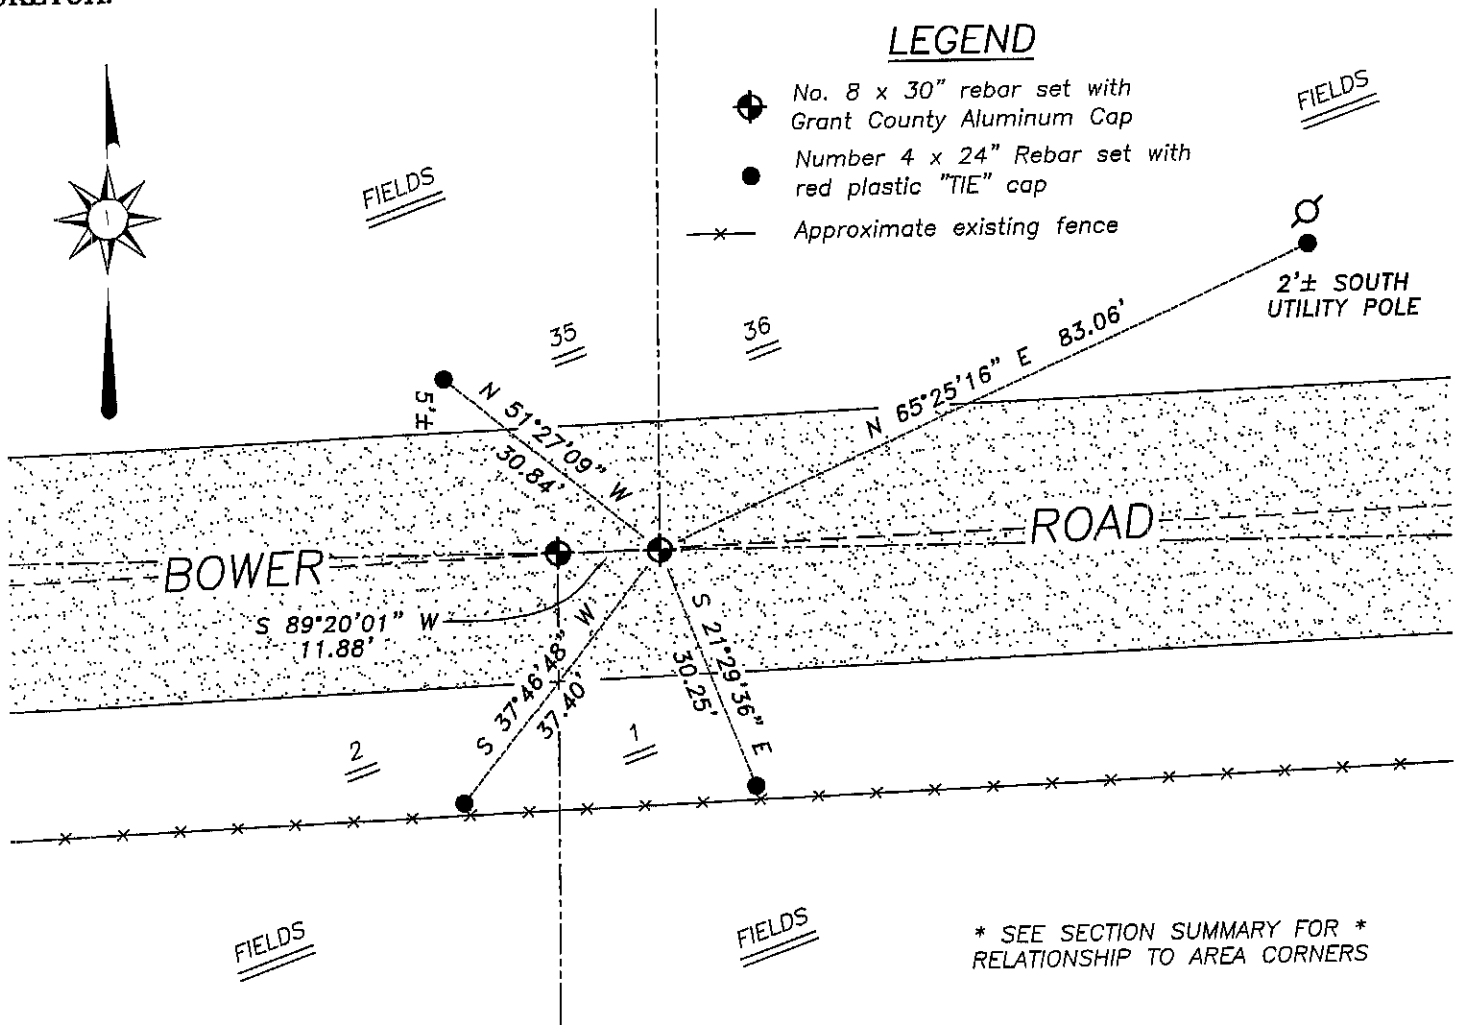 LEGEND
No. 8 x 30" rebar set with
Grant County Aluminum Cap
Number 4 x 24" Rebar set with
red plastic "TIE" cap
Approximate existing fence
FIELDS
FIELDS
2'± SOUTH
UTILITY POLE
35
36
5'±
N 51°27'09" W
30.84'
N 65°25'16" E 83.06'
BOWER
ROAD
S 89°20'01" W
11.88'
S 37°46'48" W
37.40'
S 21°29'36" E
30.25'
2
1
FIELDS
FIELDS
* SEE SECTION SUMMARY FOR *
RELATIONSHIP TO AREA CORNERS